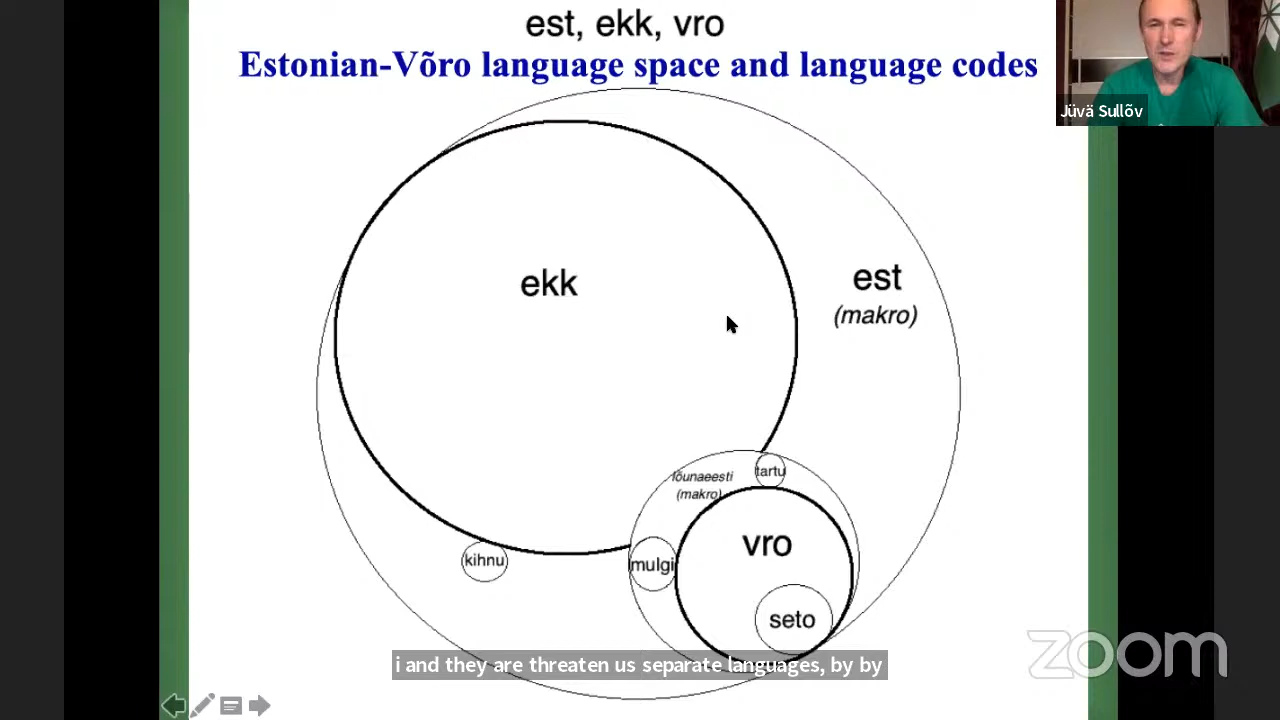 est, ekk, vro
Estonian-Võro language space and language codes
Jüvä Sullõv
ekk
est
(makro)
lõunaeesti
(makro)
tartu
vro
kihnu
mulgi
seto
i and they are threaten us separate languages, by by
zoom